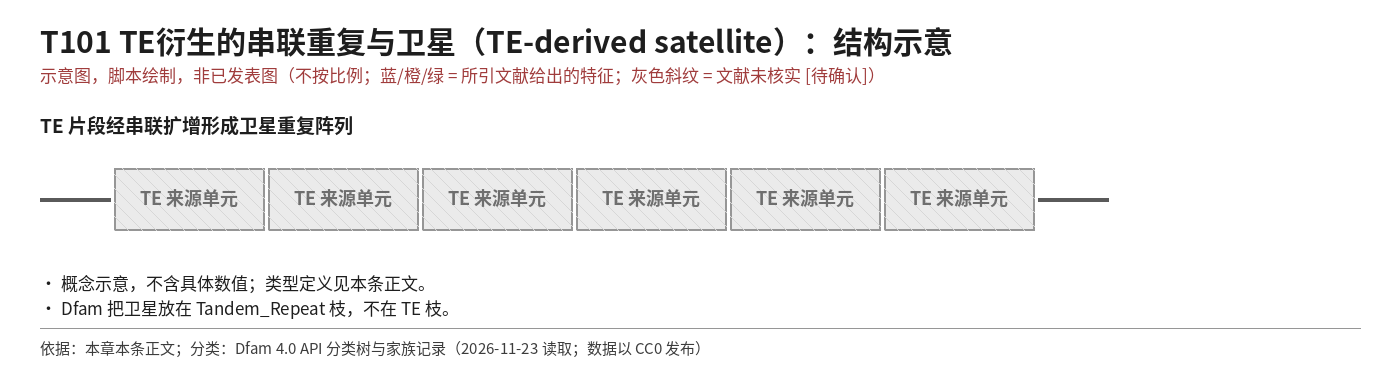 T101 TE衍生的串联重复与卫星（TE-derived satellite）：结构示意
示意图，脚本绘制，非已发表图（不按比例；蓝/橙/绿 = 所引文献给出的特征；灰色斜纹 = 文献未核实 [待确认]）
TE 片段经串联扩增形成卫星重复阵列
TE 来源单元 TE 来源单元 TE 来源单元 TE 来源单元 TE 来源单元 TE 来源单元
· 概念示意，不含具体数值；类型定义见本条正文。
· Dfam 把卫星放在 Tandem_Repeat 枝，不在 TE 枝。
依据：本章本条正文；分类：Dfam 4.0 API 分类树与家族记录（2026-11-23 读取；数据以 CC0 发布）